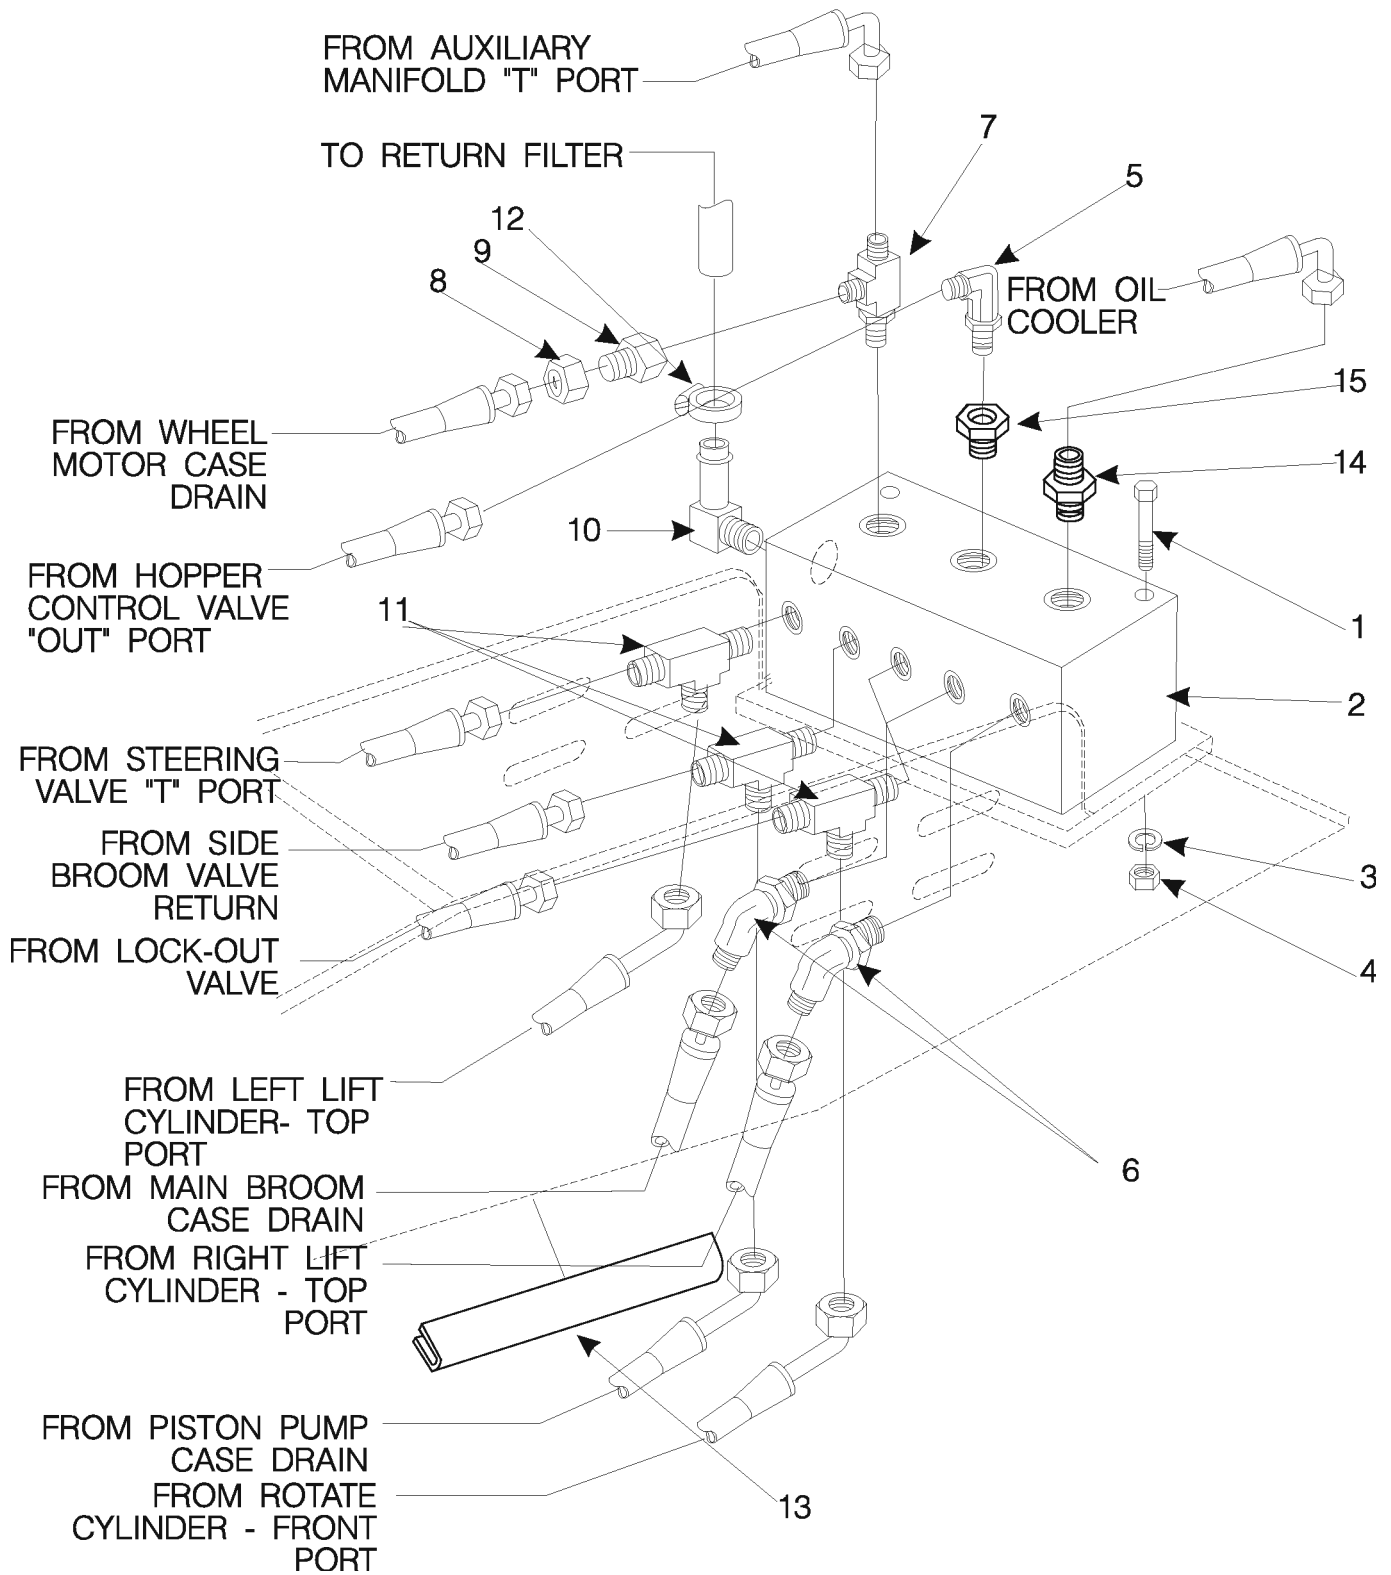 FROM AUXILIARY
MANIFOLD "T" PORT
7
TO RETURN FILTER
5
12
9
8
FROM OIL
COOLER
15
FROM WHEEL
MOTOR CASE
DRAIN
14
10
FROM HOPPER
CONTROL VALVE
"OUT" PORT
11
1
2
FROM STEERING
VALVE "T" PORT
FROM SIDE
BROOM VALVE
RETURN
3
FROM LOCK-OUT
VALVE
4
FROM LEFT LIFT
CYLINDER- TOP
PORT
6
FROM MAIN BROOM
CASE DRAIN
FROM RIGHT LIFT
CYLINDER - TOP
PORT
FROM PISTON PUMP
CASE DRAIN
13
FROM ROTATE
CYLINDER - FRONT
PORT